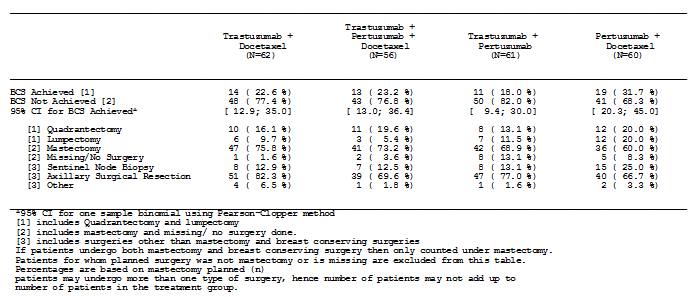 Trastuzumab + Docetaxel (N=62) Trastuzumab + Pertuzumab + Docetaxel (N=56) Trastuzumab + Pertuzumab (N=61) Pertuzumab + Docetaxel (N=60)
BCS Achieved [1] 14 ( 22.6 %) 13 ( 23.2 %) 11 ( 18.0 %) 19 ( 31.7 %)
BCS Not Achieved [2] 48 ( 77.4 %) 43 ( 76.8 %) 50 ( 82.0 %) 41 ( 68.3 %)
95% CI for BCS Achievedª [ 12.9; 35.0] [ 13.0; 36.4] [ 9.4; 30.0] [ 20.3; 45.0]
[1] Quadrantectomy 10 ( 16.1 %) 11 ( 19.6 %) 8 ( 13.1 %) 12 ( 20.0 %)
[1] Lumpectomy 6 ( 9.7 %) 3 ( 5.4 %) 7 ( 11.5 %) 12 ( 20.0 %)
[2] Mastectomy 47 ( 75.8 %) 41 ( 73.2 %) 42 ( 68.9 %) 36 ( 60.0 %)
[2] Missing/No Surgery 1 ( 1.6 %) 2 ( 3.6 %) 8 ( 13.1 %) 5 ( 8.3 %)
[3] Sentinel Node Biopsy 8 ( 12.9 %) 7 ( 12.5 %) 8 ( 13.1 %) 15 ( 25.0 %)
[3] Axillary Surgical Resection 51 ( 82.3 %) 39 ( 69.6 %) 47 ( 77.0 %) 40 ( 66.7 %)
[3] Other 4 ( 6.5 %) 1 ( 1.8 %) 1 ( 1.6 %) 2 ( 3.3 %)
ª95% CI for one sample binomial using Pearson-Clopper method
[1] includes Quadrantectomy and lumpectomy
[2] includes mastectomy and missing/ no surgery done.
[3] includes surgeries other than mastectomy and breast conserving surgeries
If patients undergo both mastectomy and breast conserving surgery then only counted under mastectomy.
Patients for whom planned surgery was not mastectomy or is missing are excluded from this table.
Percentages are based on mastectomy planned (n)
patients may undergo more than one type of surgery, hence number of patients may not add up to
number of patients in the treatment group.